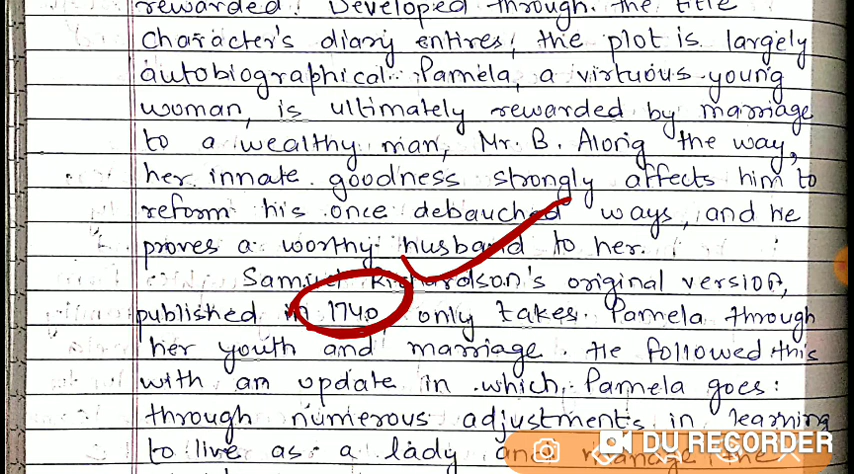 rewarded. Developed through the title
character's diary entires, the plot is largely
autobiographical. Pamela, a virtuous young
woman, is ultimately rewarded by marriage
to a wealthy man, Mr. B. Along the way,
her innate goodness strongly affects him to
reform his once debauched ways, and he
proves a worthy husband to her.
Samuel Richardson's original version,
published in 1740 only takes Pamela through
her youth and marriage. He followed this
with an update in which Pamela goes
through numerous adjustments in learning
to live as a lady and manage the
DU RECORDER